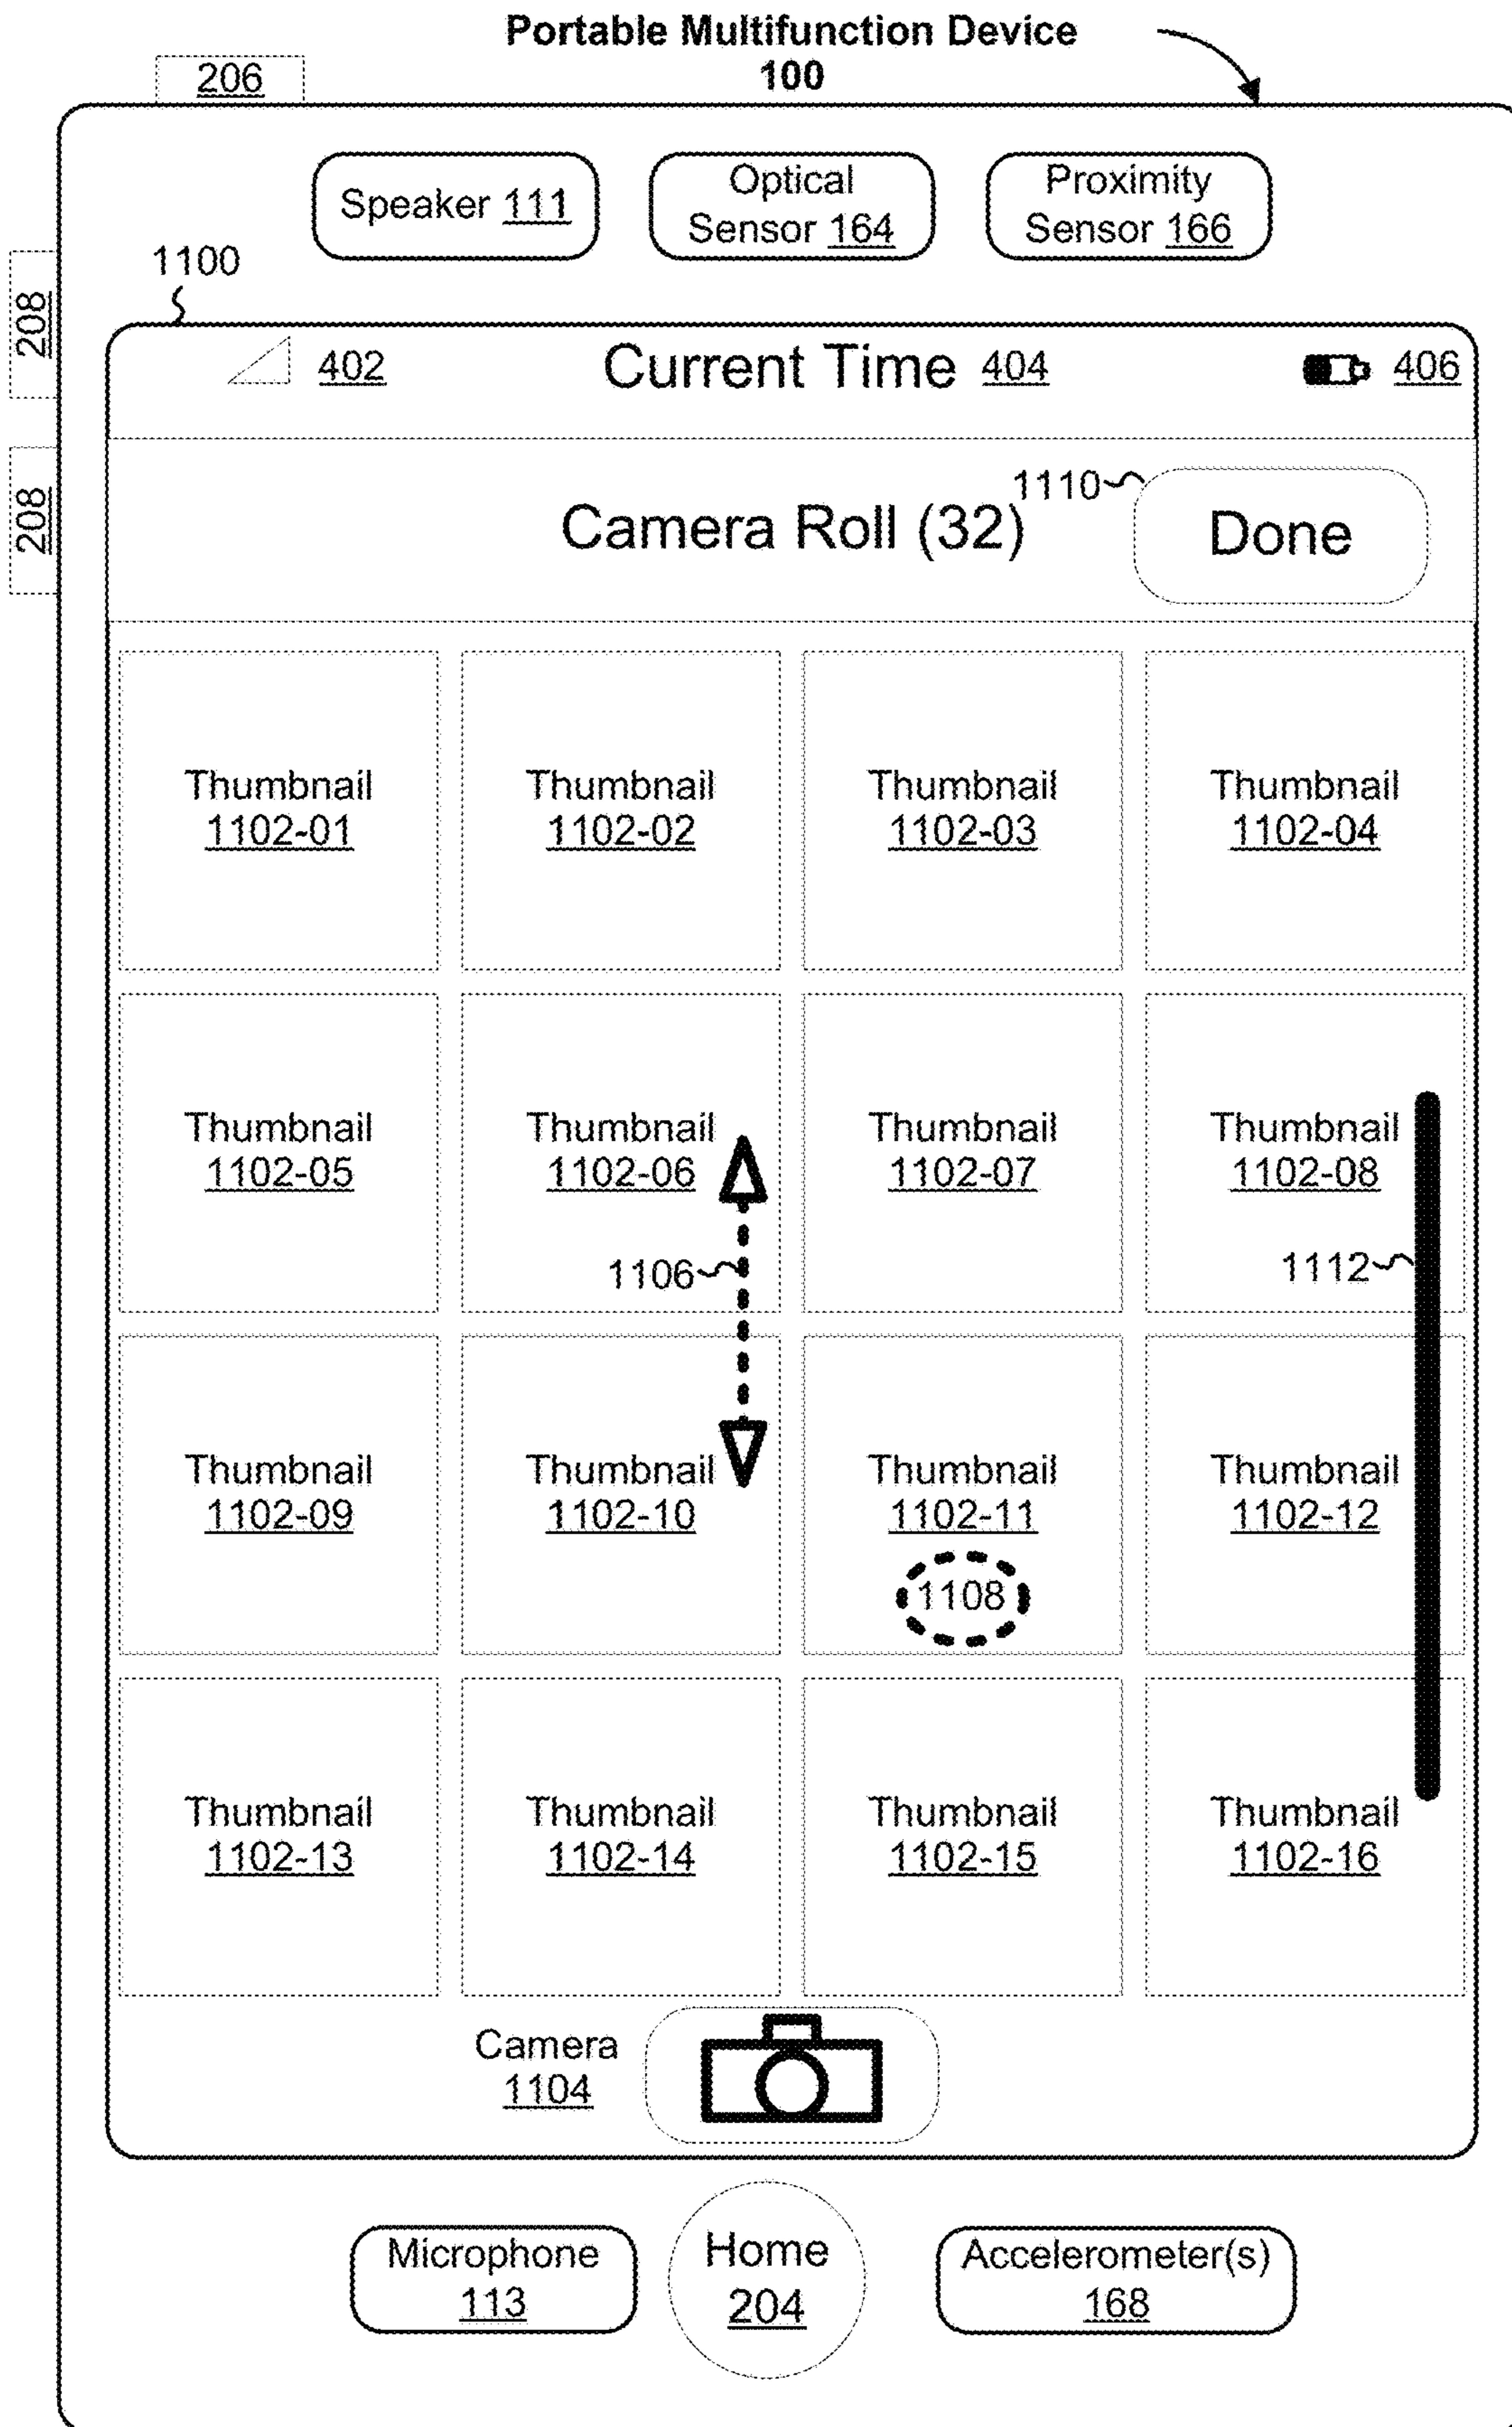 Portable Multifunction Device
100
206
Speaker 111
Optical
Sensor 164
Proximity
Sensor 166
1100
208
208
402
Current Time 404
406
Camera Roll (32)
1110
Done
Thumbnail
1102-01
Thumbnail
1102-02
Thumbnail
1102-03
Thumbnail
1102-04
Thumbnail
1102-05
Thumbnail
1102-06
Thumbnail
1102-07
Thumbnail
1102-08
1106
1112
Thumbnail
1102-09
Thumbnail
1102-10
Thumbnail
1102-11
1108
Thumbnail
1102-12
Thumbnail
1102-13
Thumbnail
1102-14
Thumbnail
1102-15
Thumbnail
1102-16
Camera
1104
Microphone
113
Home
204
Accelerometer(s)
168